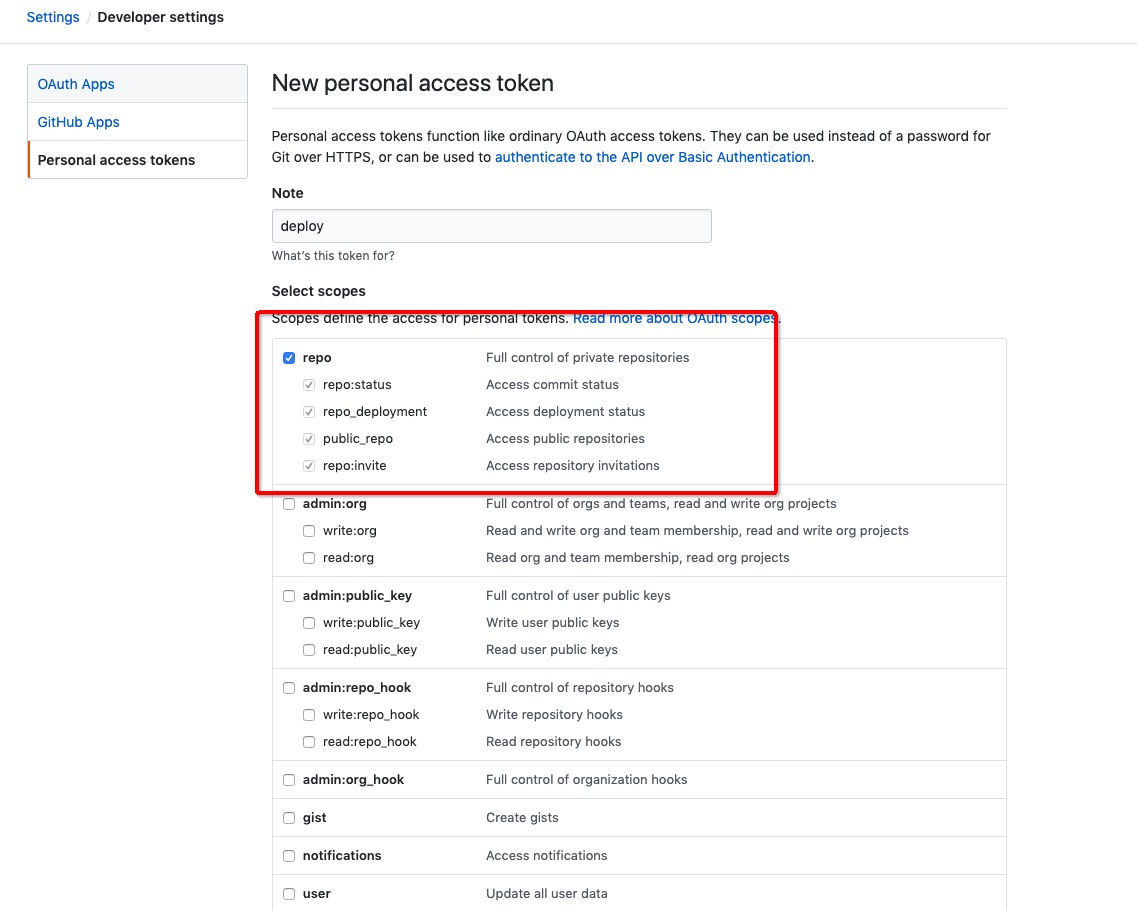 Settings / Developer settings
OAuth Apps
GitHub Apps
Personal access tokens
New personal access token
Personal access tokens function like ordinary OAuth access tokens. They can be used instead of a password for
Git over HTTPS, or can be used to authenticate to the API over Basic Authentication.
Note
deploy
What's this token for?
Select scopes
Scopes define the access for personal tokens. Read more about OAuth scopes.
repo Full control of private repositories
repo:status Access commit status
repo_deployment Access deployment status
public_repo Access public repositories
repo:invite Access repository invitations
admin:org Full control of orgs and teams, read and write org projects
write:org Read and write org and team membership, read and write org projects
read:org Read org and team membership, read org projects
admin:public_key Full control of user public keys
write:public_key Write user public keys
read:public_key Read user public keys
admin:repo_hook Full control of repository hooks
write:repo_hook Write repository hooks
read:repo_hook Read repository hooks
admin:org_hook Full control of organization hooks
gist Create gists
notifications Access notifications
user Update all user data